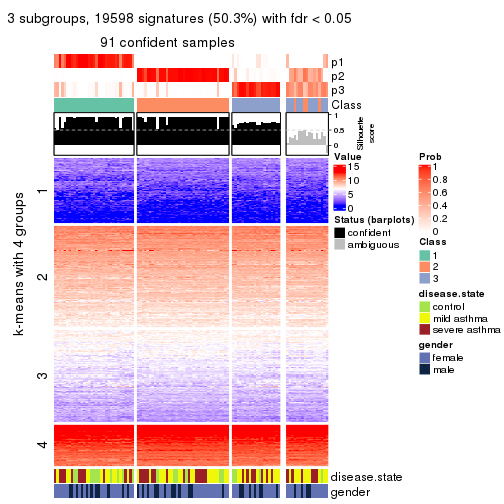 3 subgroups, 19598 signatures (50.3%) with fdr < 0.05
91 confident samples
p1
p2
p3
Class
1
0.5
0
Silhouette
score
k-means with 4 groups
1
2
3
4
disease.state
gender
Value
15
10
5
0
Status (barplots)
confident
ambiguous
Prob
1
0.8
0.6
0.4
0.2
0
Class
1
2
3
disease.state
control
mild asthma
severe asthma
gender
female
male